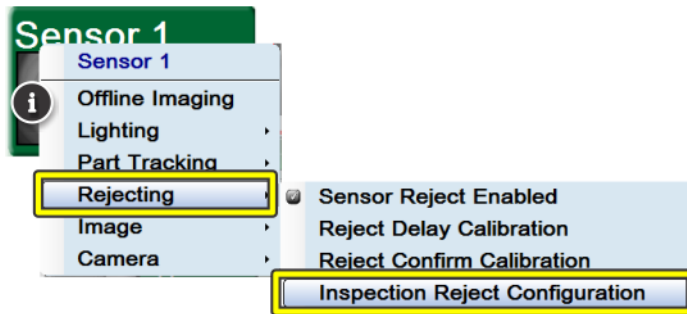 Sensor 1
Sensor 1
i
Offline Imaging
Lighting
Part Tracking
Rejecting
Sensor Reject Enabled
Image
Reject Delay Calibration
Camera
Reject Confirm Calibration
Inspection Reject Configuration